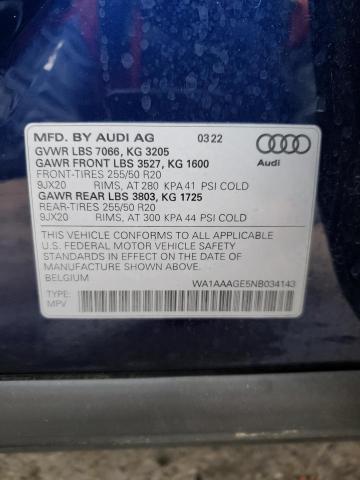 MFD. BY AUDI AG 0322
GVWR LBS 7066, KG 3205
GAWR FRONT LBS 3527, KG 1600
FRONT-TIRES 255/50 R20
9JX20 RIMS, AT 280 KPA 41 PSI COLD
GAWR REAR LBS 3803, KG 1725
REAR-TIRES 255/50 R20
9JX20 RIMS, AT 300 KPA 44 PSI COLD
Audi
THIS VEHICLE CONFORMS TO ALL APPLICABLE
U.S. FEDERAL MOTOR VEHICLE SAFETY
STANDARDS IN EFFECT ON THE DATE OF
MANUFACTURE SHOWN ABOVE.
BELGIUM WA1AAAGE5NB034143
TYPE:
MPV